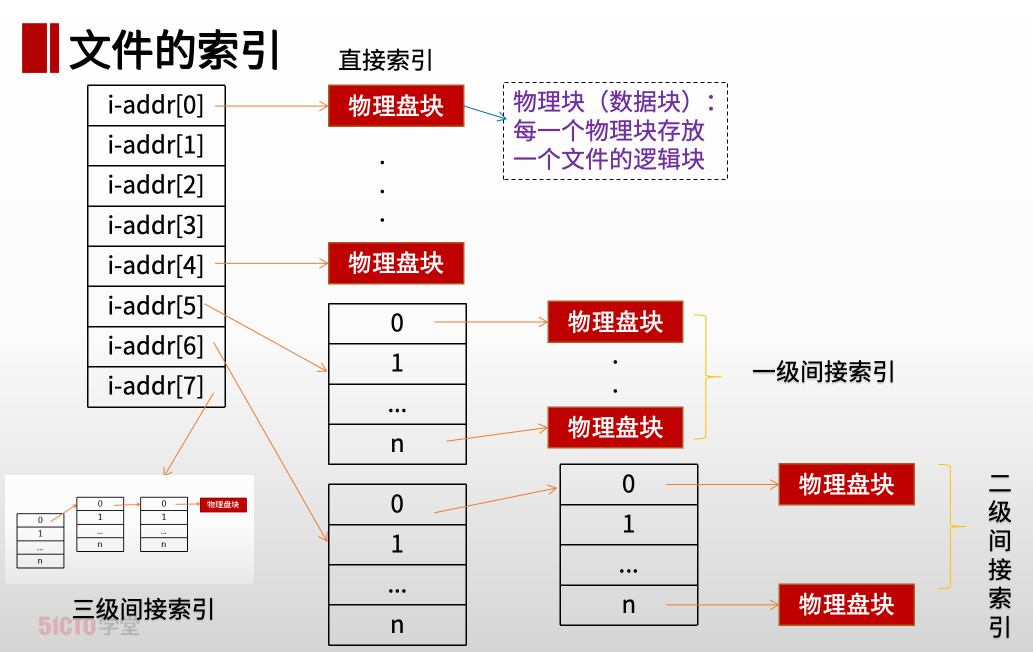 文件的索引
直接索引
i-addr[0]
i-addr[1]
i-addr[2]
i-addr[3]
i-addr[4]
i-addr[5]
i-addr[6]
i-addr[7]
物理盘块
.
.
.
物理盘块
物理块（数据块）：
每一个物理块存放
一个文件的逻辑块
0
1
...
n
物理盘块
.
.
物理盘块
一级间接索引
0
1
...
n
0
1
...
n
物理盘块
物理盘块
二级间接索引
0
1
...
n
0
1
...
n
0
1
...
n
物理盘块
三级间接索引
51CTO学堂